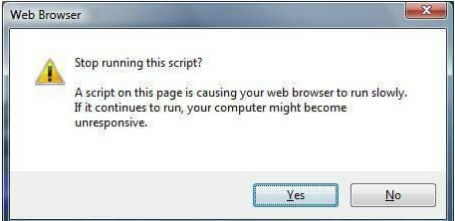 Web Browser
Stop running this script?
A script on this page is causing your web browser to run slowly.
If it continues to run, your computer might become
unresponsive.
Yes
No